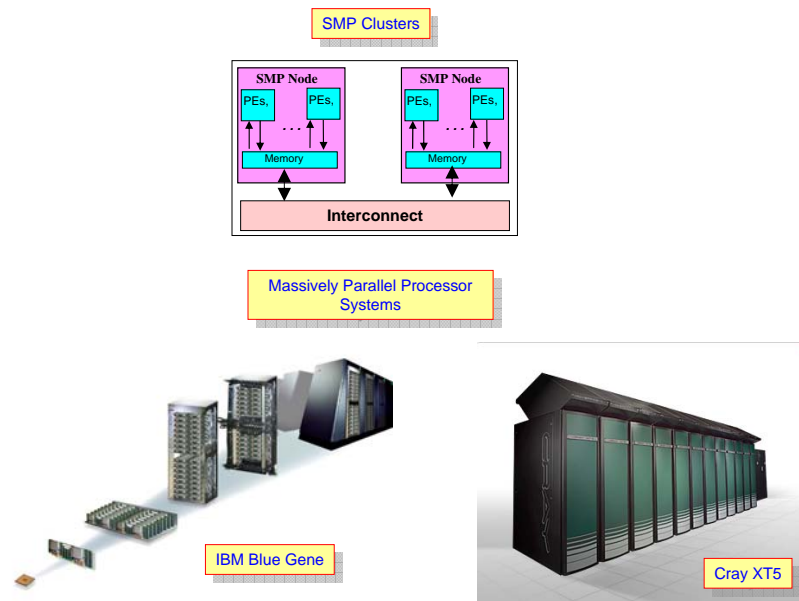 SMP Clusters
SMP Node
SMP Node
PEs,
PEs,
PEs,
PEs,
. . .
. . .
Memory
Memory
Interconnect
Massively Parallel Processor
Systems
CRAY
IBM Blue Gene
Cray XT5